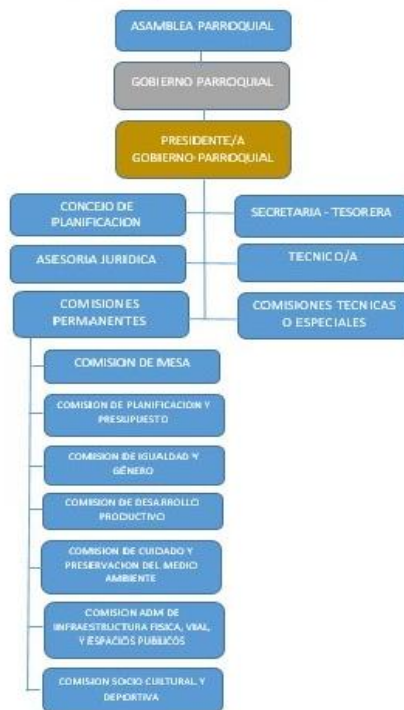 ASAMBLEA PARROQUIAL
GOBIERNO PARROQUIAL
PRESIDENTE/A
GOBIERNO PARROQUIAL
CONCEJO DE
PLANIFICACION
SECRETARIA - TESORERA
ASESORIA JURIDICA
TECNICO/A
COMISIONES
PERMANENTES
COMISIONES TECNICAS
O ESPECIALES
COMISION DE MESA
COMISION DE PLANIFICACION Y
PRESUPUESTO
COMISION DE IGUALDAD Y
GÉNERO
COMISION DE DESARROLLO
PRODUCTIVO
COMISION DE CUIDADO Y
PRESERVACION DEL MEDIO
AMBIENTE
COMISION ADM DE
INFRAESTRUCTURA FISICA, VIAL,
Y ESPACIOS PUBLICOS
COMISION SOCIO CULTURAL Y
DEPORTIVA